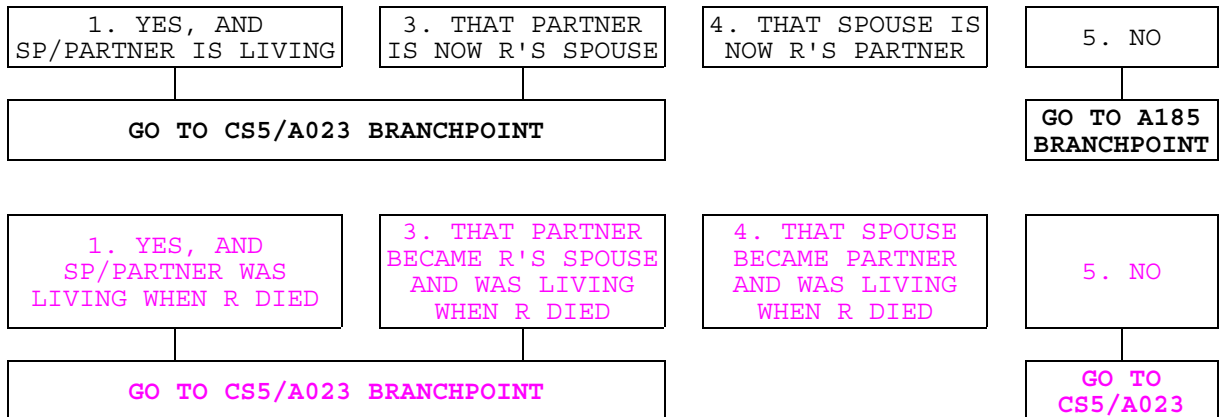 1. YES, AND
SP/PARTNER IS LIVING
3. THAT PARTNER
IS NOW R'S SPOUSE
4. THAT SPOUSE IS
NOW R'S PARTNER
5. NO
GO TO CS5/A023 BRANCHPOINT
GO TO A185
BRANCHPOINT
1. YES, AND
SP/PARTNER WAS
LIVING WHEN R DIED
3. THAT PARTNER
BECAME R'S SPOUSE
AND WAS LIVING
WHEN R DIED
4. THAT SPOUSE
BECAME PARTNER
AND WAS LIVING
WHEN R DIED
5. NO
GO TO CS5/A023 BRANCHPOINT
GO TO
CS5/A023